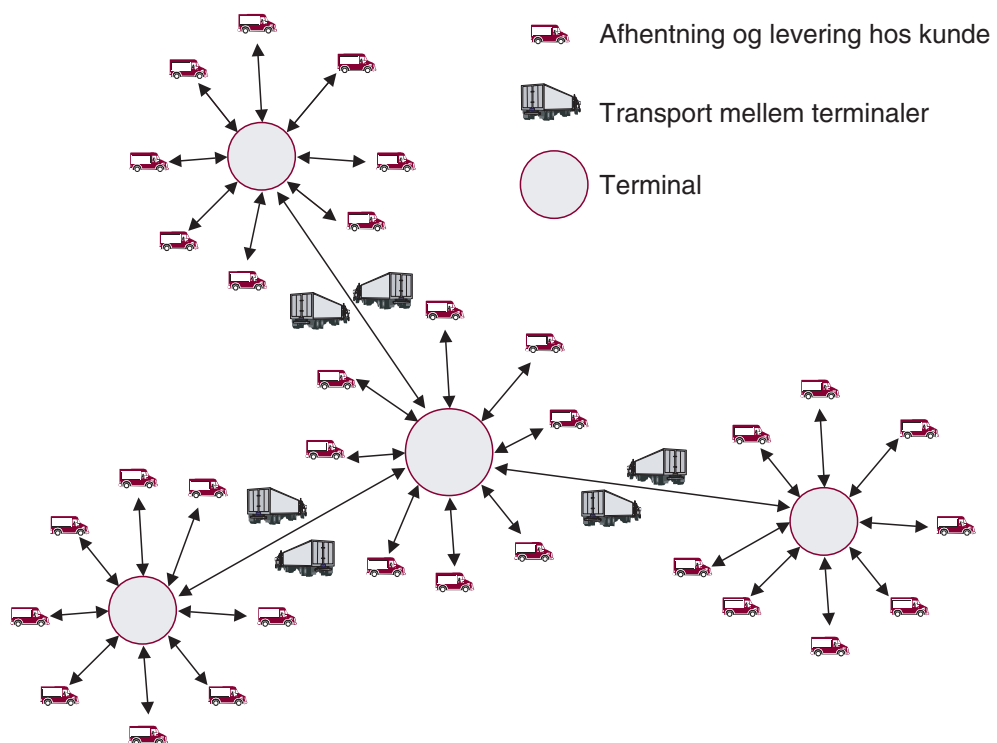 Afhentning og levering hos kunde
Transport mellem terminaler
Terminal